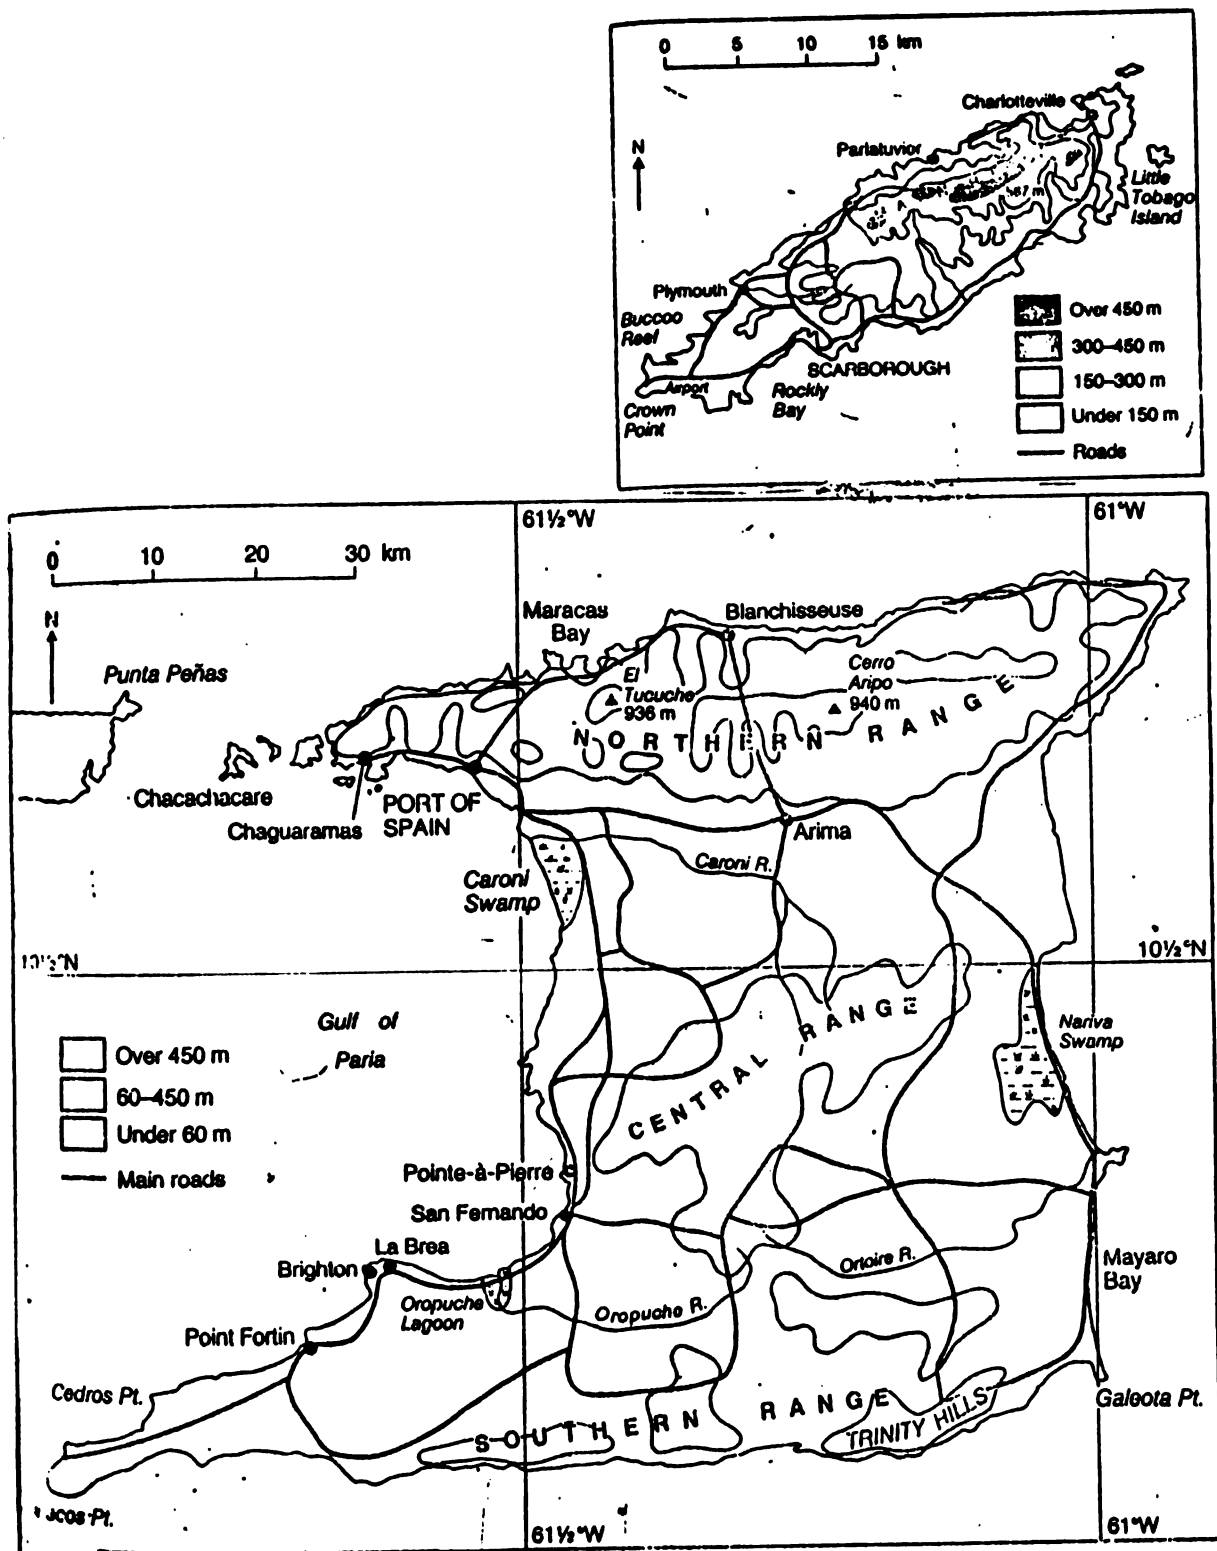 0 5 10 15 km
Charlotteville
N
Parlatuvior
Little
Tobago
Island
Plymouth
Buccoo
Reef
Over 450 m
300–450 m
150–300 m
Under 150 m
Roads
SCARBOROUGH
Airport
Rockly
Bay
Crown
Point
61½°W
61°W
0 10 20 30 km
N
Maracas
Bay
Blanchisseuse
Punta Peñas
El
Tucuche
936 m
Cerro
Aripo
940 m
NORTHERN RANGE
Chacachacare
Chaguaramas
PORT OF
SPAIN
Arima
Caroni R.
Caroni
Swamp
10½°N
10½°N
Gulf of
Paria
CENTRAL RANGE
Nariva
Swamp
Over 450 m
60–450 m
Under 60 m
Main roads
Pointe-à-Pierre
San Fernando
La Brea
Brighton
Oropuche
Lagoon
Oropuche R.
Ortoire R.
Mayaro
Bay
Point Fortin
Cedros Pt.
SOUTHERN RANGE
TRINITY HILLS
Galeota Pt.
Pt.
61½°W
61°W